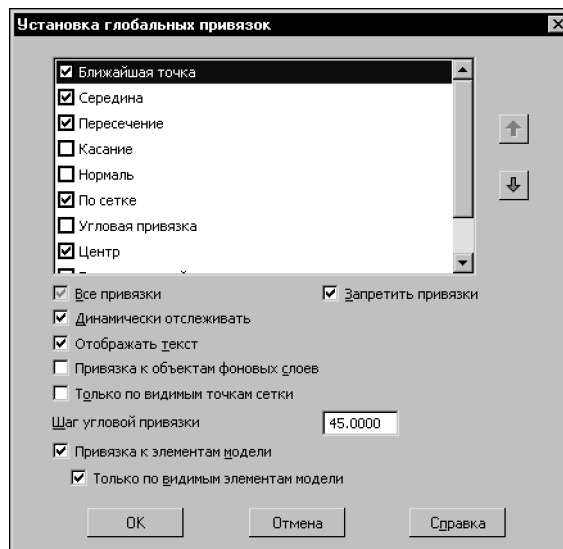 Установка глобальных привязок
Ближайшая точка
Середина
Пересечение
Касание
Нормаль
По сетке
Угловая привязка
Центр
Все привязки
Запретить привязки
Динамически отслеживать
Отображать текст
Привязка к объектам фоновых слоев
Только по видимым точкам сетки
Шаг угловой привязки 45.0000
Привязка к элементам модели
Только по видимым элементам модели
OK Отмена Справка